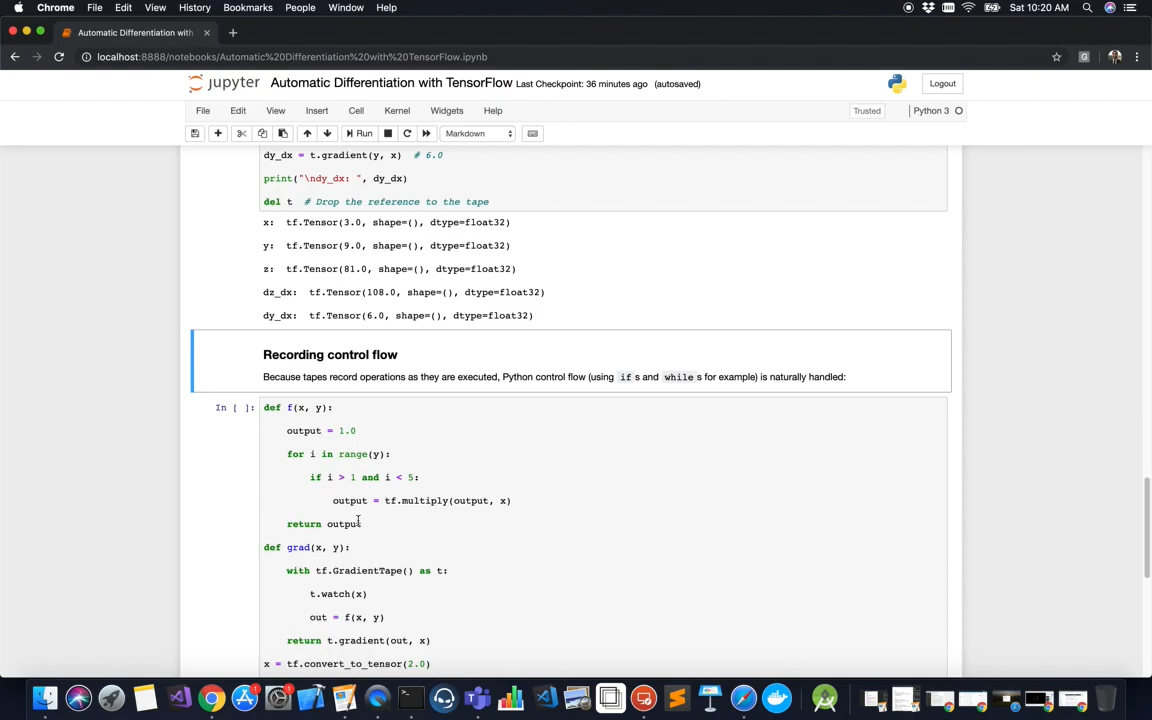 Chrome File Edit View History Bookmarks People Window Help Sat 10:20 AM
Automatic Differentiation with
localhost:8888/notebooks/Automatic%20Differentiation%20with%20TensorFlow.ipynb
jupyter Automatic Differentiation with TensorFlow Last Checkpoint: 36 minutes ago (autosaved) Logout
File Edit View Insert Cell Kernel Widgets Help Trusted Python 3
Run Markdown
dy_dx = t.gradient(y, x) # 6.0
print("\ndy_dx: ", dy_dx)
del t # Drop the reference to the tape
x: tf.Tensor(3.0, shape=(), dtype=float32)
y: tf.Tensor(9.0, shape=(), dtype=float32)
z: tf.Tensor(81.0, shape=(), dtype=float32)
dz_dx: tf.Tensor(108.0, shape=(), dtype=float32)
dy_dx: tf.Tensor(6.0, shape=(), dtype=float32)
Recording control flow
Because tapes record operations as they are executed, Python control flow (using if s and while s for example) is naturally handled:
In [ ]: def f(x, y):
output = 1.0
for i in range(y):
if i > 1 and i < 5:
output = tf.multiply(output, x)
return output
def grad(x, y):
with tf.GradientTape() as t:
t.watch(x)
out = f(x, y)
return t.gradient(out, x)
x = tf.convert_to_tensor(2.0)